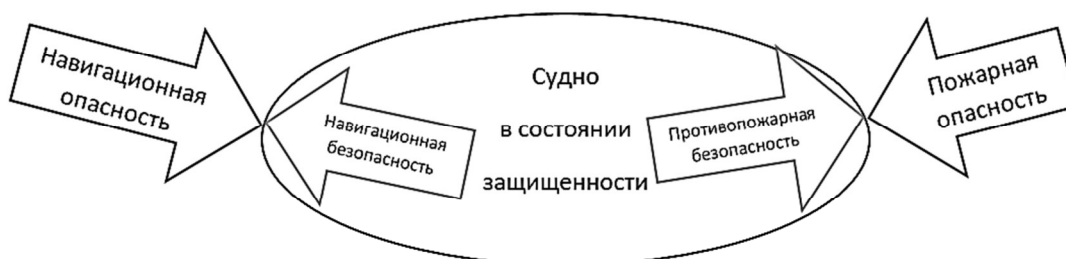 Навигационная
опасность
Навигационная
безопасность
Судно
в состоянии
защищенности
Противопожарная
безопасность
Пожарная
опасность